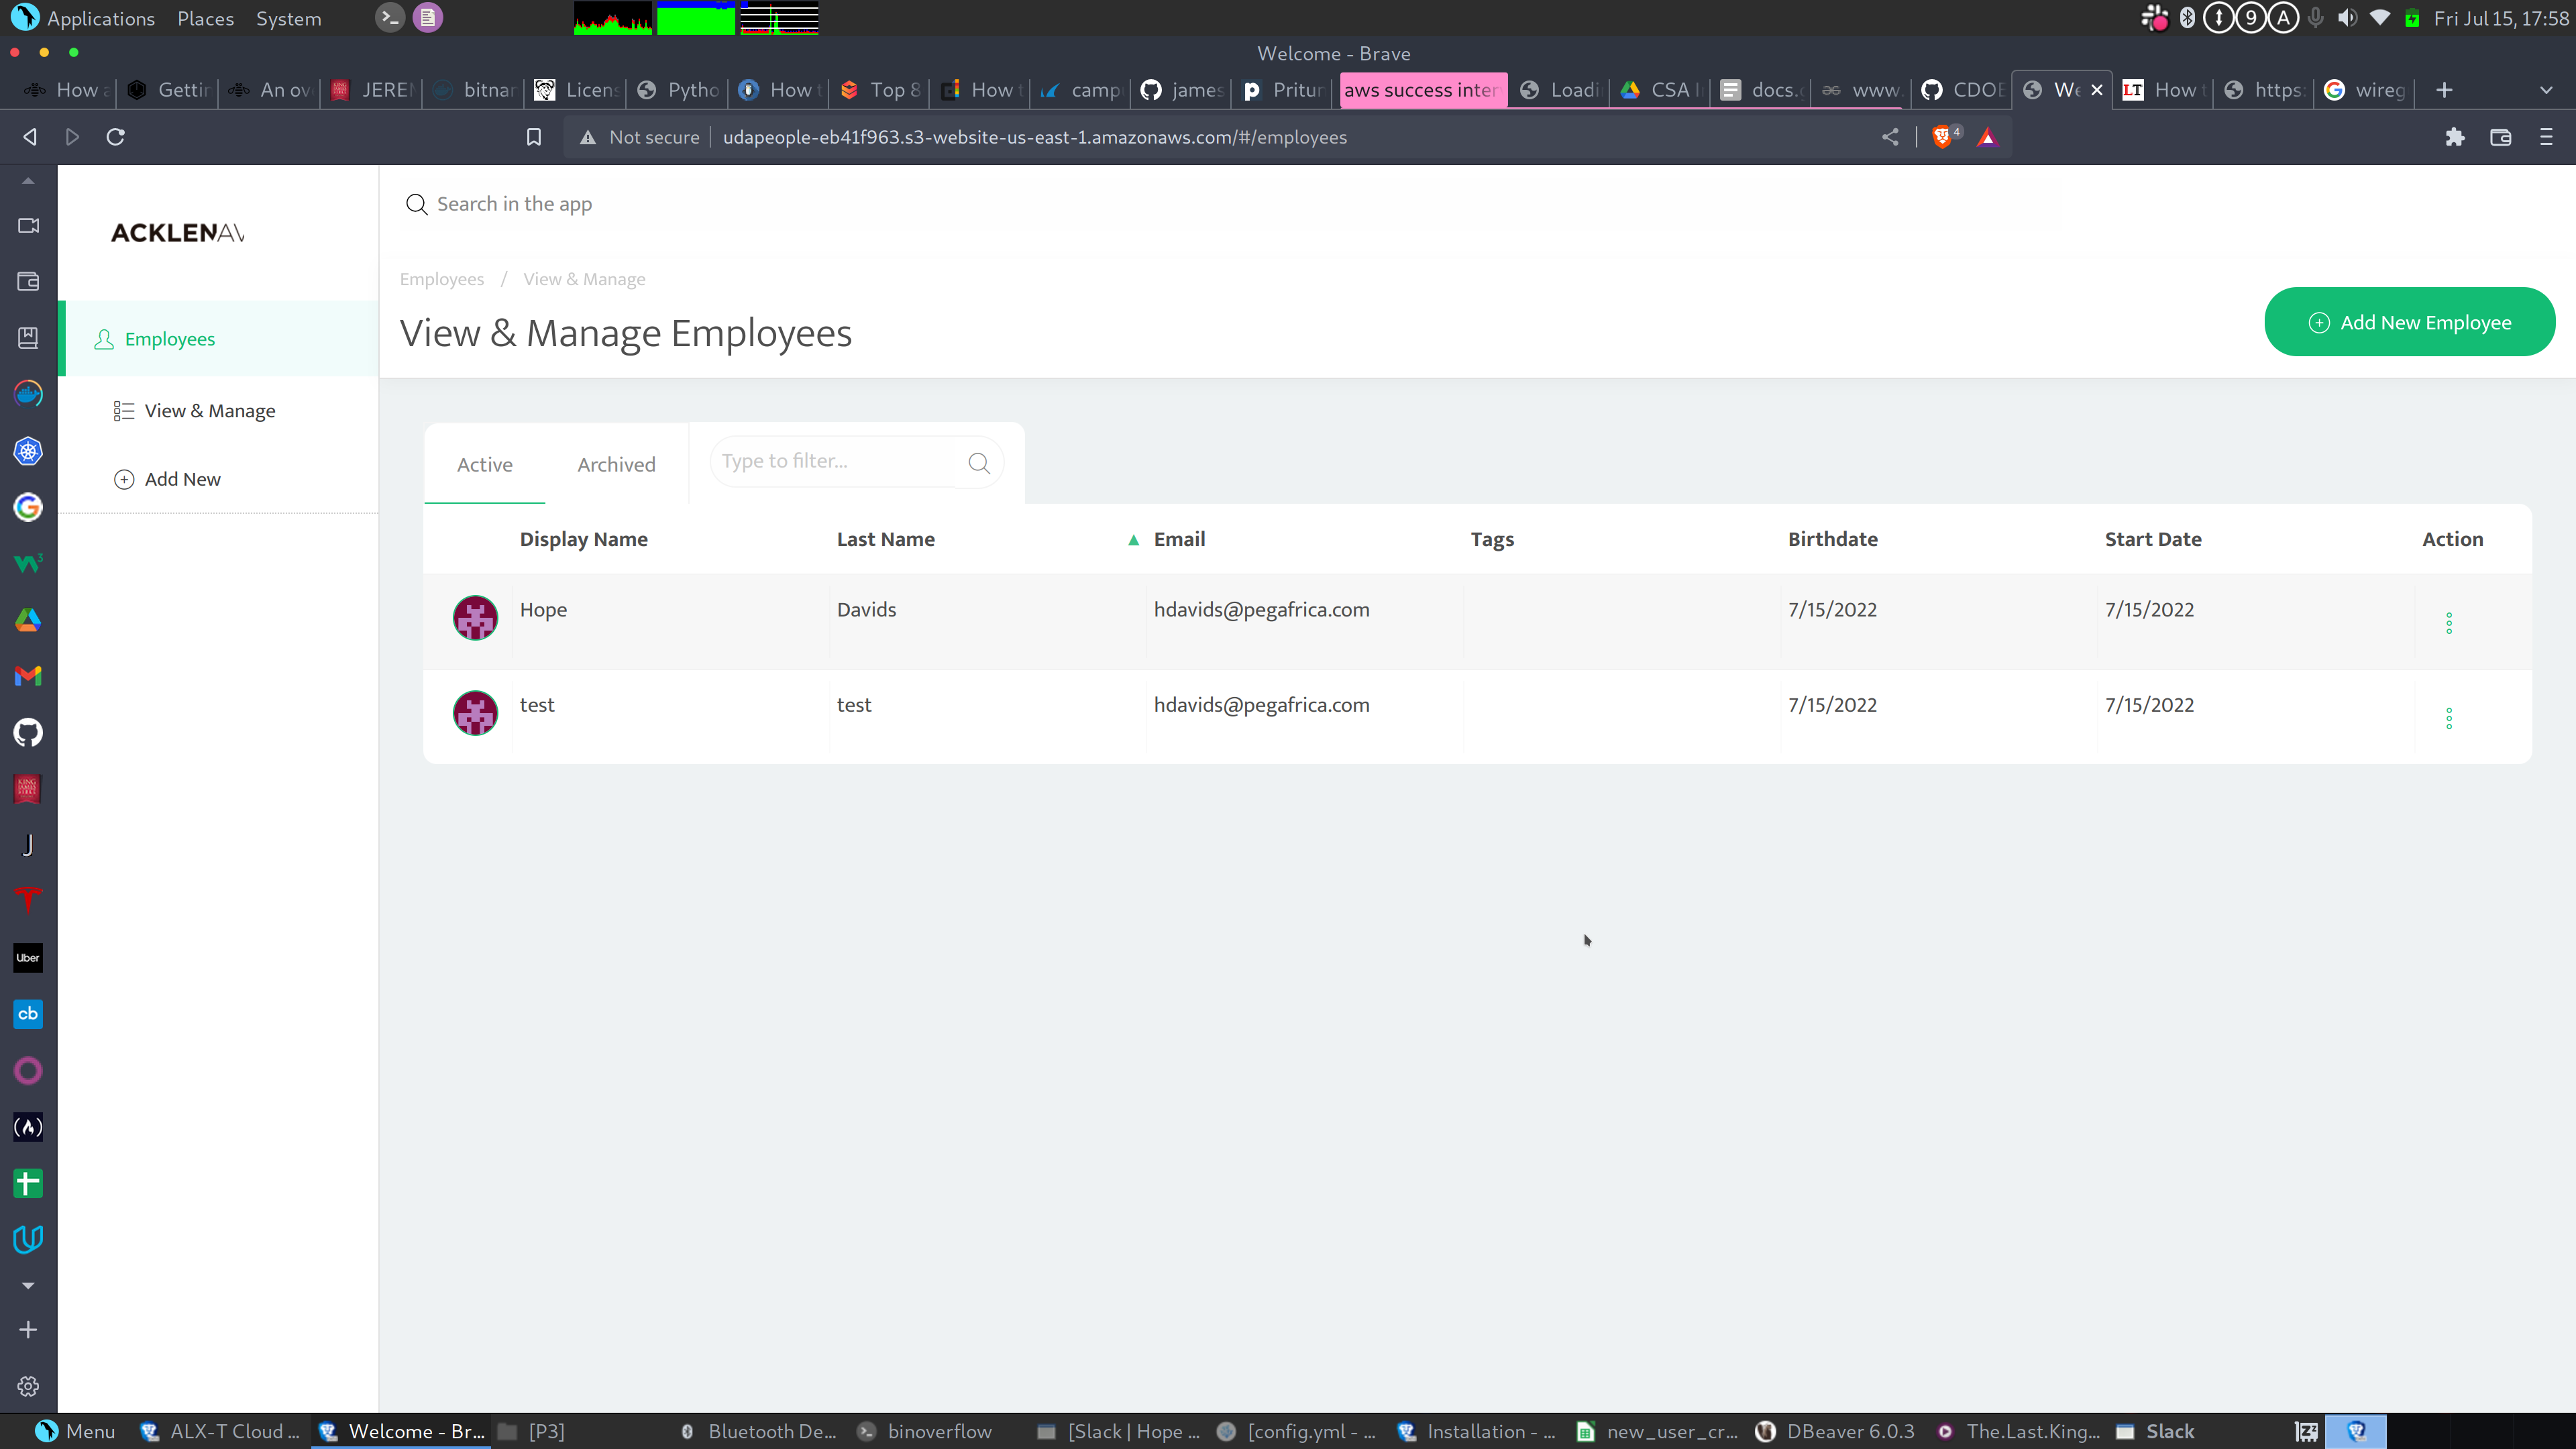 Applications Places System
9 A Fri Jul 15, 17:58
Welcome - Brave
How a Gettin An ov JEREM bitnar Licens Pytho How t Top 8 How t camp james Pritun aws success inter Loadi CSA I docs.g www. CDOE We How t https: wireg
Not secure udapeople-eb41f963.s3-website-us-east-1.amazonaws.com/#/employees 4
Search in the app
ACKLENAV
Employees / View & Manage
View & Manage Employees
Add New Employee
Employees
View & Manage
Add New
Active Archived Type to filter...
Display Name Last Name Email Tags Birthdate Start Date Action
Hope Davids hdavids@pegafrica.com 7/15/2022 7/15/2022
test test hdavids@pegafrica.com 7/15/2022 7/15/2022
Uber
cb
Menu ALX-T Cloud ... Welcome - Br... [P3] Bluetooth De... binoverflow [Slack | Hope ... [config.yml - ... Installation - ... new_user_cr... DBeaver 6.0.3 The.Last.King... Slack